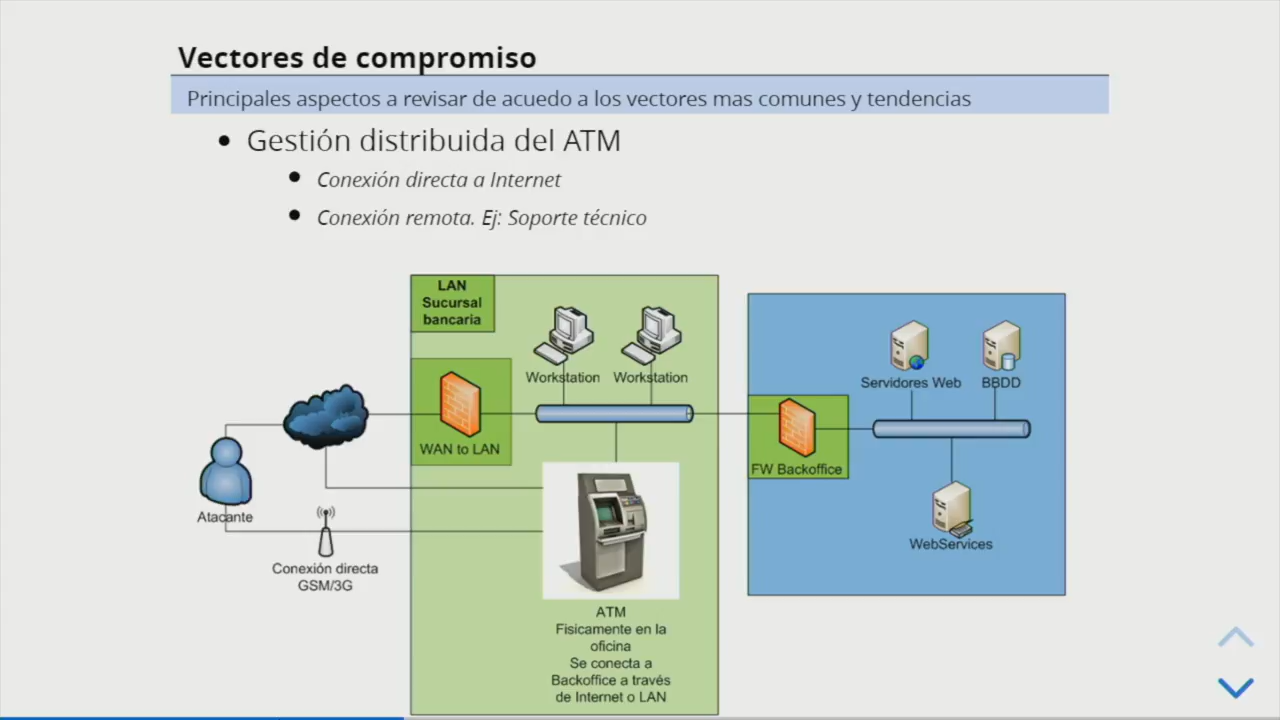 Vectores de compromiso
Principales aspectos a revisar de acuedo a los vectores mas comunes y tendencias
Gestión distribuida del ATM
Conexión directa a Internet
Conexión remota. Ej: Soporte técnico
LAN
Sucursal
bancaria
Workstation
Workstation
WAN to LAN
Atacante
Conexión directa
GSM/3G
ATM
Fisicamente en la
oficina
Se conecta a
Backoffice a través
de Internet o LAN
FW Backoffice
Servidores Web
BBDD
WebServices